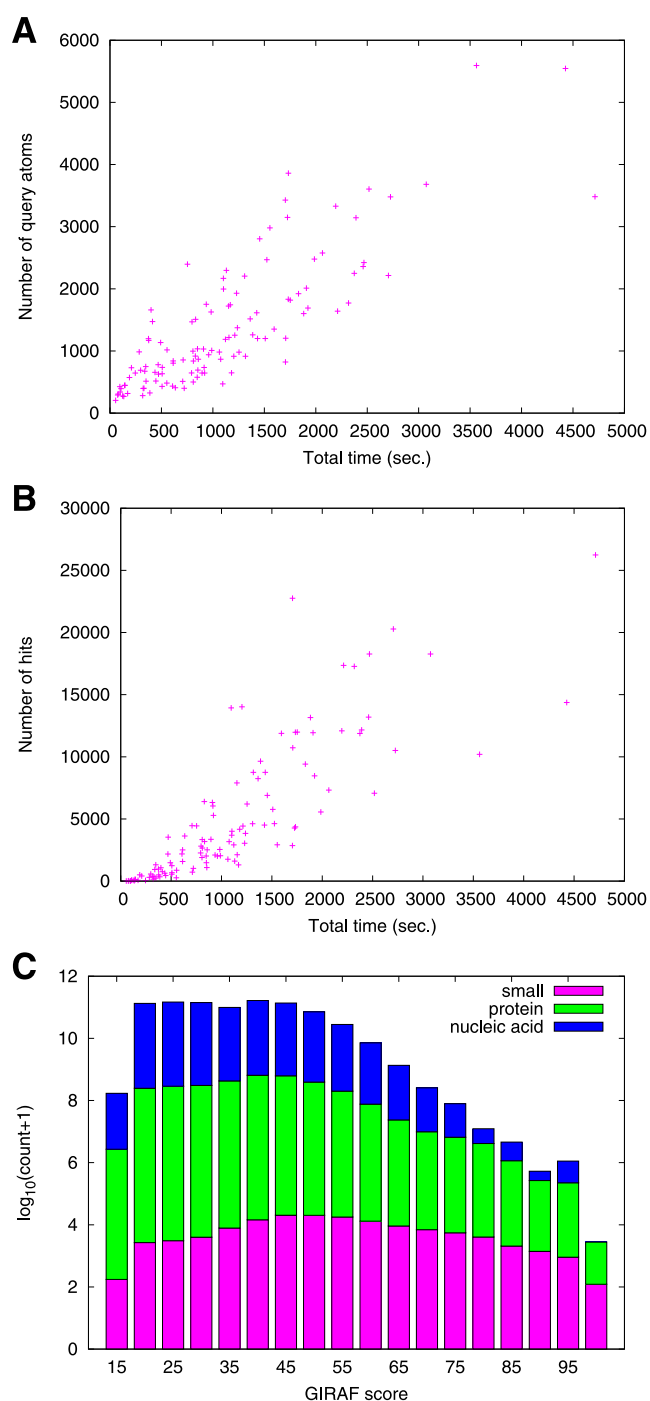 A
6000
5000
4000
3000
2000
1000
0
Number of query atoms
0 500 1000 1500 2000 2500 3000 3500 4000 4500 5000
Total time (sec.)
B
30000
25000
20000
15000
10000
5000
0
Number of hits
0 500 1000 1500 2000 2500 3000 3500 4000 4500 5000
Total time (sec.)
C
12
10
8
6
4
2
0
log10(count+1)
small
protein
nucleic acid
15 25 35 45 55 65 75 85 95
GIRAF score